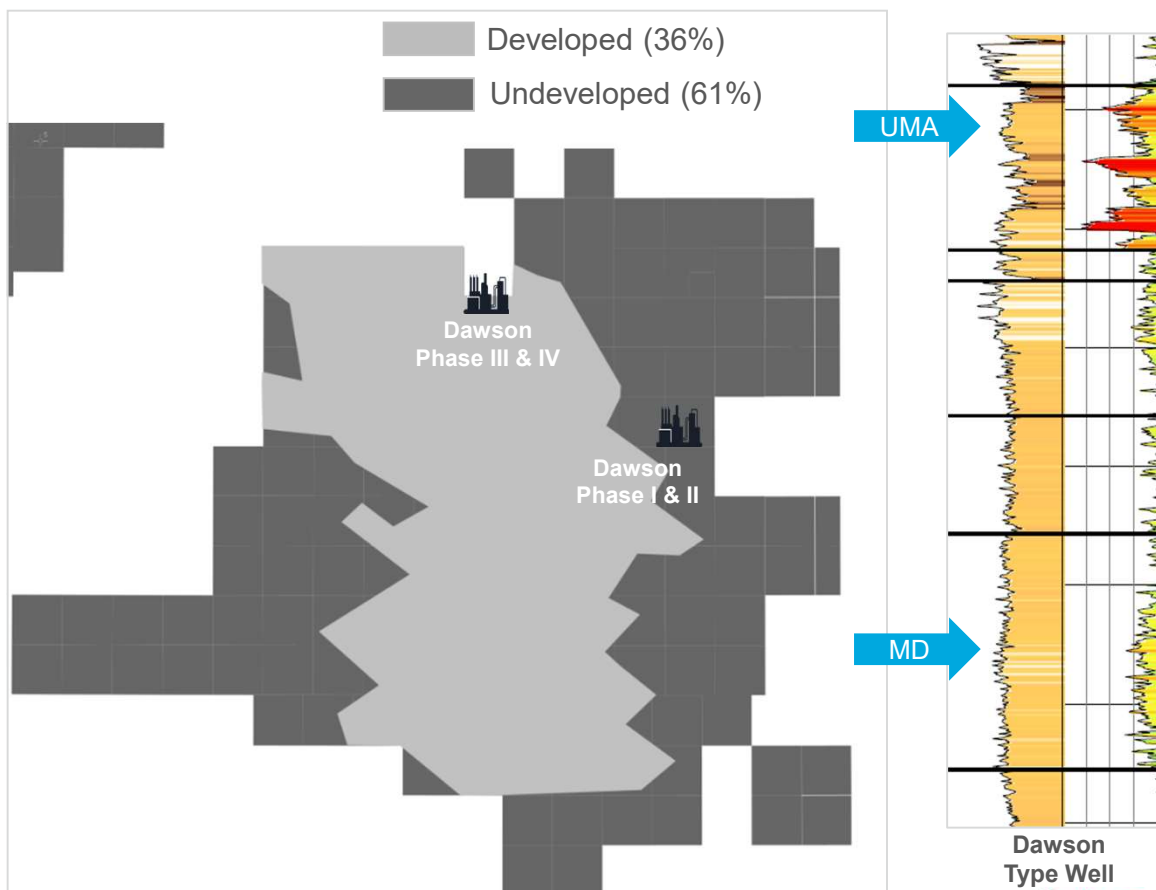 Developed (36%)
Undeveloped (61%)
UMA
Dawson
Phase III & IV
Dawson
Phase I & II
MD
Dawson
Type Well